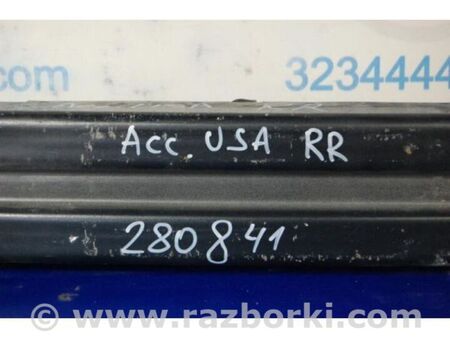 .com
3234444
Acc. USA RR
280841
© www.razborki.com